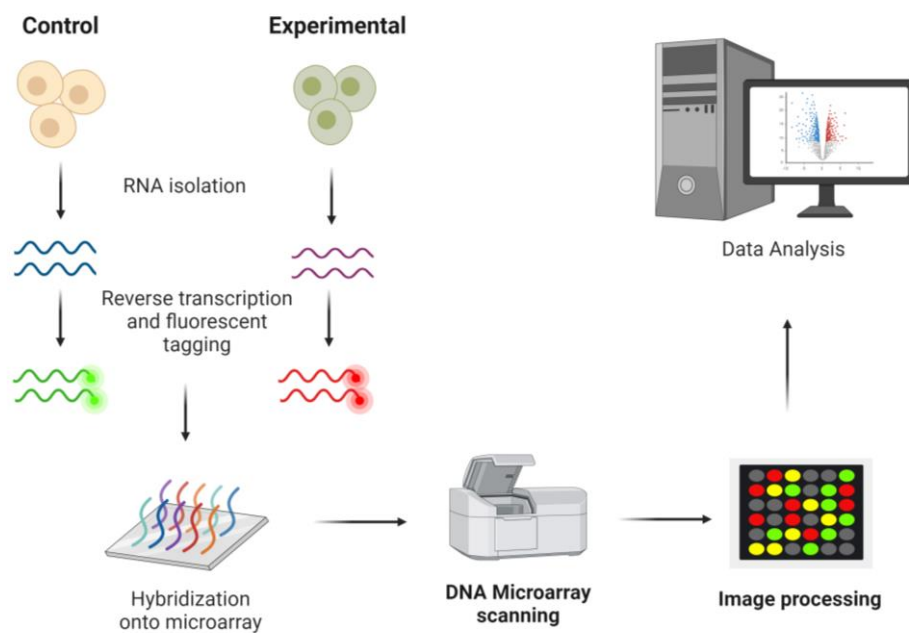 Control
Experimental
RNA isolation
Reverse transcription
and fluorescent
tagging
Hybridization
onto microarray
DNA Microarray
scanning
Image processing
Data Analysis